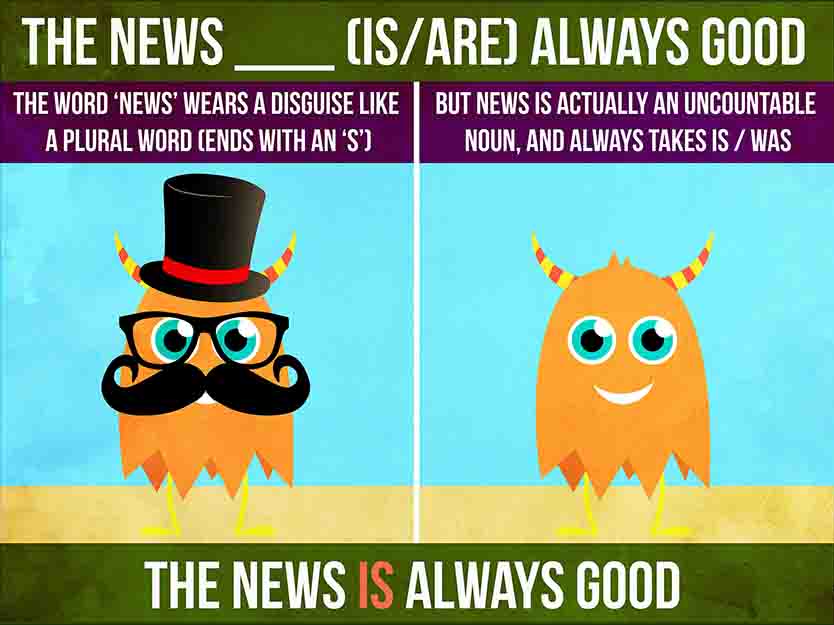 THE NEWS ____ (IS/ARE) ALWAYS GOOD
THE WORD ‘NEWS’ WEARS A DISGUISE LIKE
A PLURAL WORD (ENDS WITH AN ‘S’)
BUT NEWS IS ACTUALLY AN UNCOUNTABLE
NOUN, AND ALWAYS TAKES IS / WAS
THE NEWS IS ALWAYS GOOD